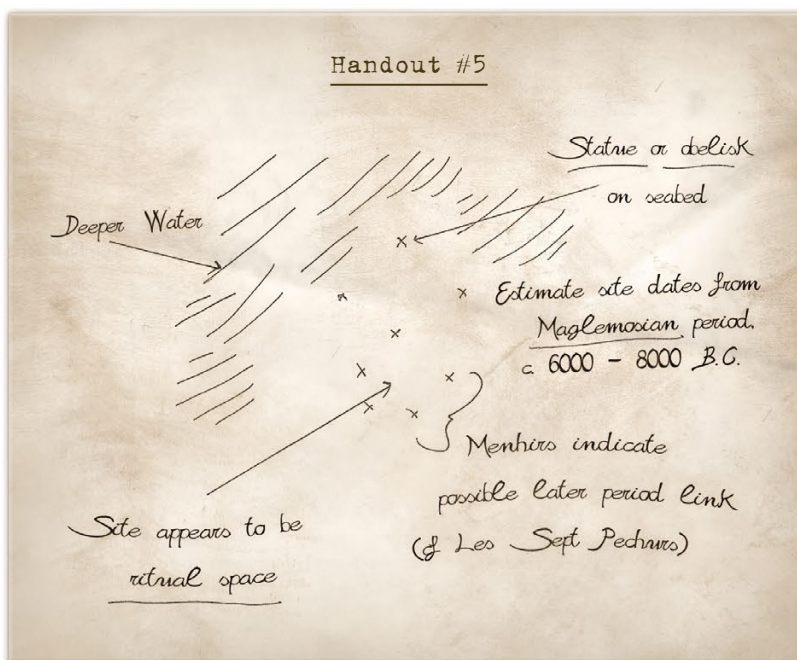 Handout #5
Statue or obelisk
on seabed
Deeper Water
Estimate site dates from
Maglemosian period.
c. 6000 - 8000 B.C.
Menhirs indicate
possible later period link
(cf Les Sept Pechurs)
Site appears to be
ritual space